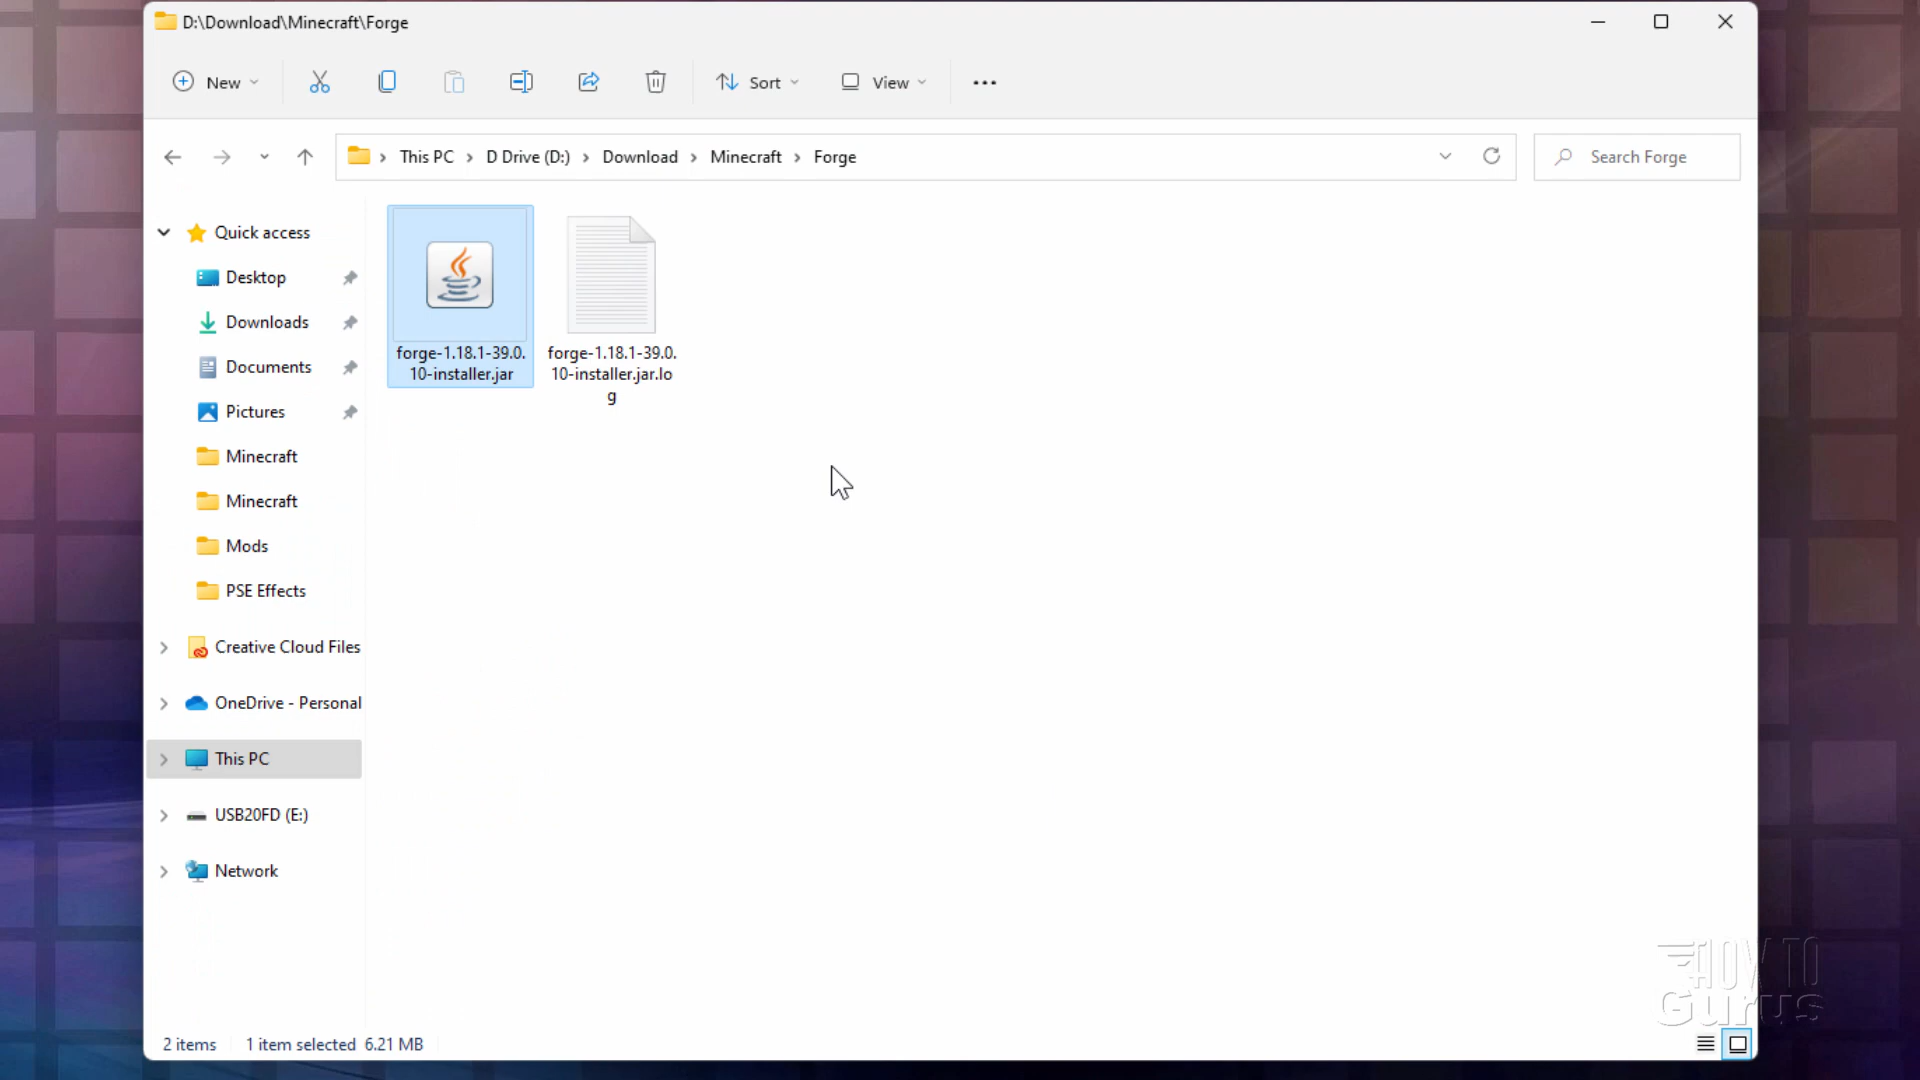 D:\Download\Minecraft\Forge
New
Sort
View
This PC
D Drive (D:)
Download
Minecraft
Forge
Search Forge
Quick access
Desktop
Downloads
Documents
Pictures
Minecraft
Minecraft
Mods
PSE Effects
Creative Cloud Files
OneDrive - Personal
This PC
USB20FD (E:)
Network
forge-1.18.1-39.0.
10-installer.jar
forge-1.18.1-39.0.
10-installer.jar.lo
g
2 items
1 item selected 6.21 MB
HOW TO
Gurus